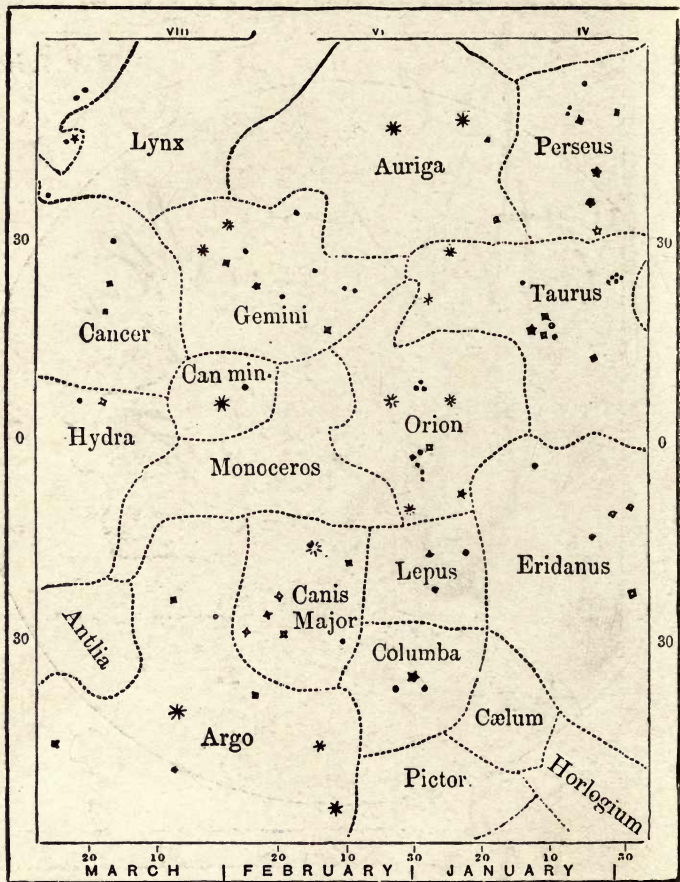 VIII VI IV
Lynx
Auriga
Perseus
30 30
Taurus
Gemini
Cancer
Can min.
Orion
0 0
Hydra
Monoceros
Lepus
Eridanus
Canis
Major
Antlia
30 30
Columba
Cælum
Argo
Pictor
Horlogium
20 10 20 10 30 20 10 30
MARCH FEBRUARY JANUARY